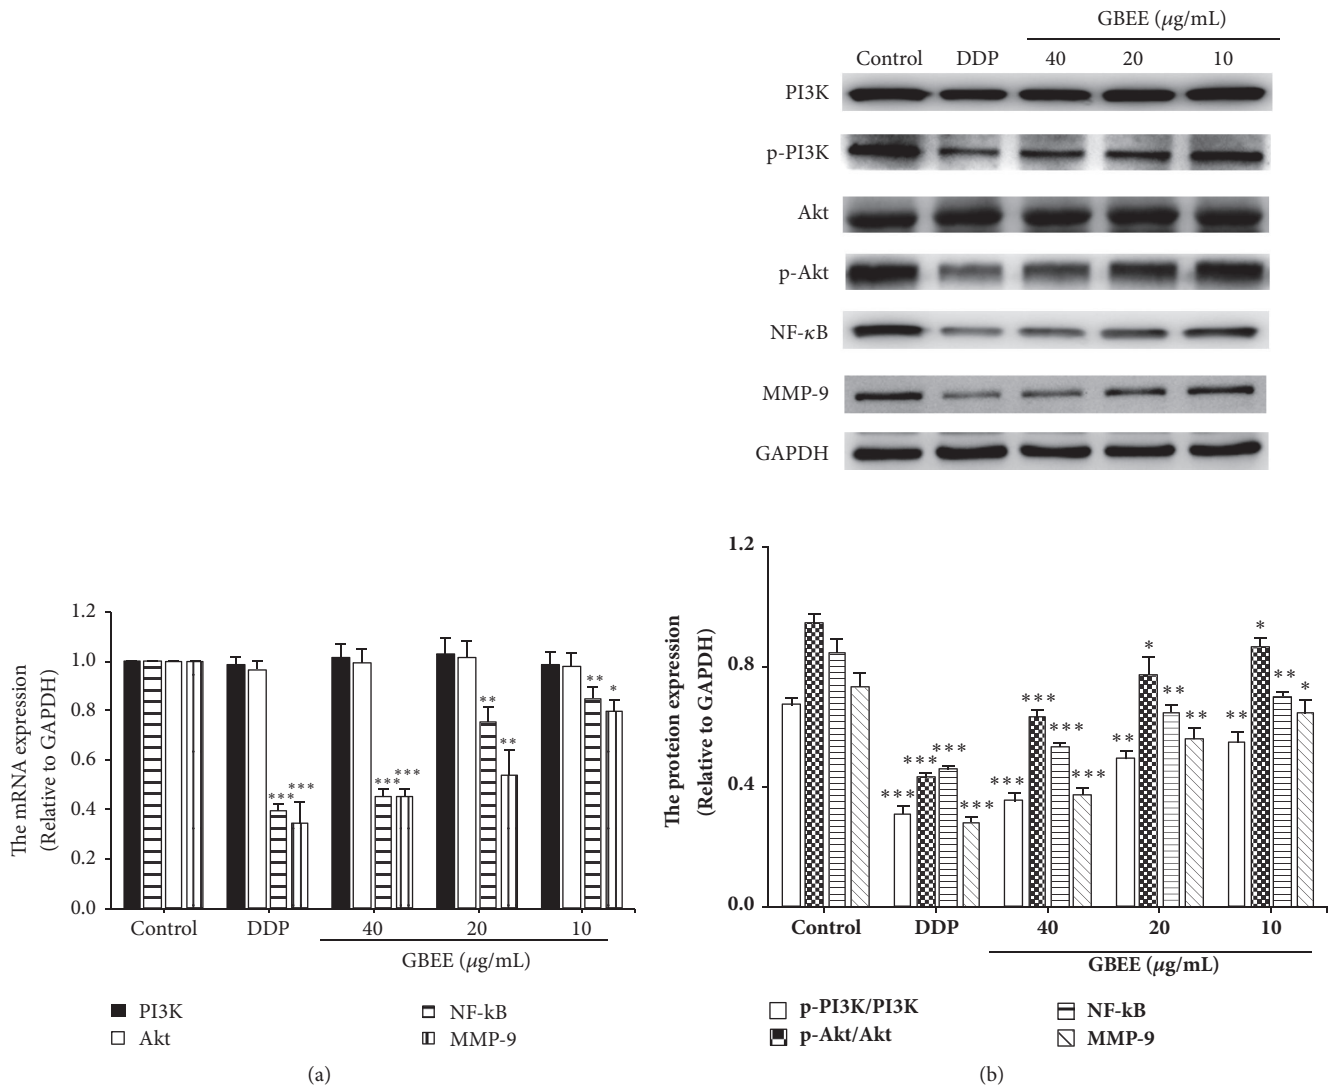 GBEE (μg/mL)
Control DDP 40 20 10
PI3K
p-PI3K
Akt
p-Akt
NF-κB
MMP-9
GAPDH
The mRNA expression
(Relative to GAPDH)
1.2
1.0
0.8
0.6
0.4
0.2
0.0
*** *** *** *** ** ** ** *
Control DDP 40 20 10
GBEE (μg/mL)
PI3K NF-kB
Akt MMP-9
(a)
The proteion expression
(Relative to GAPDH)
1.2
0.8
0.4
0.0
*** *** *** *** *** *** *** *** ** * ** ** ** * ** *
Control DDP 40 20 10
GBEE (μg/mL)
p-PI3K/PI3K NF-kB
p-Akt/Akt MMP-9
(b)